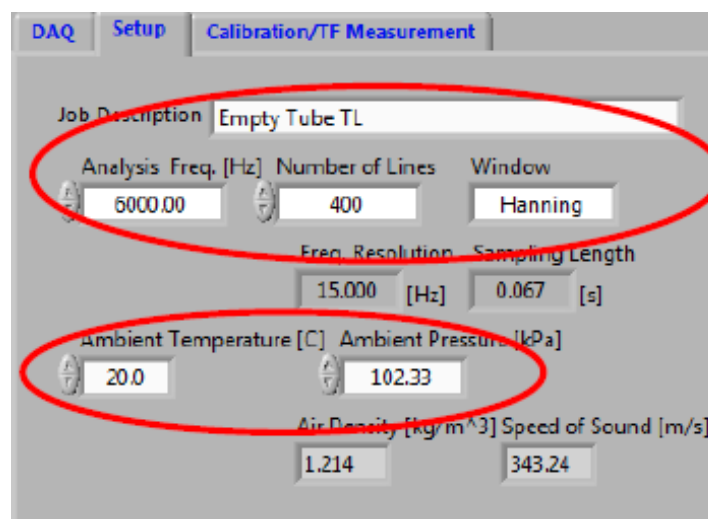 DAQ Setup Calibration/TF Measurement
Job Description Empty Tube TL
Analysis Freq. [Hz] Number of Lines Window
6000.00 400 Hanning
Freq. Resolution Sampling Length
15.000 [Hz] 0.067 [s]
Ambient Temperature [C] Ambient Pressure [kPa]
20.0 102.33
Air Density [kg/m^3] Speed of Sound [m/s]
1.214 343.24